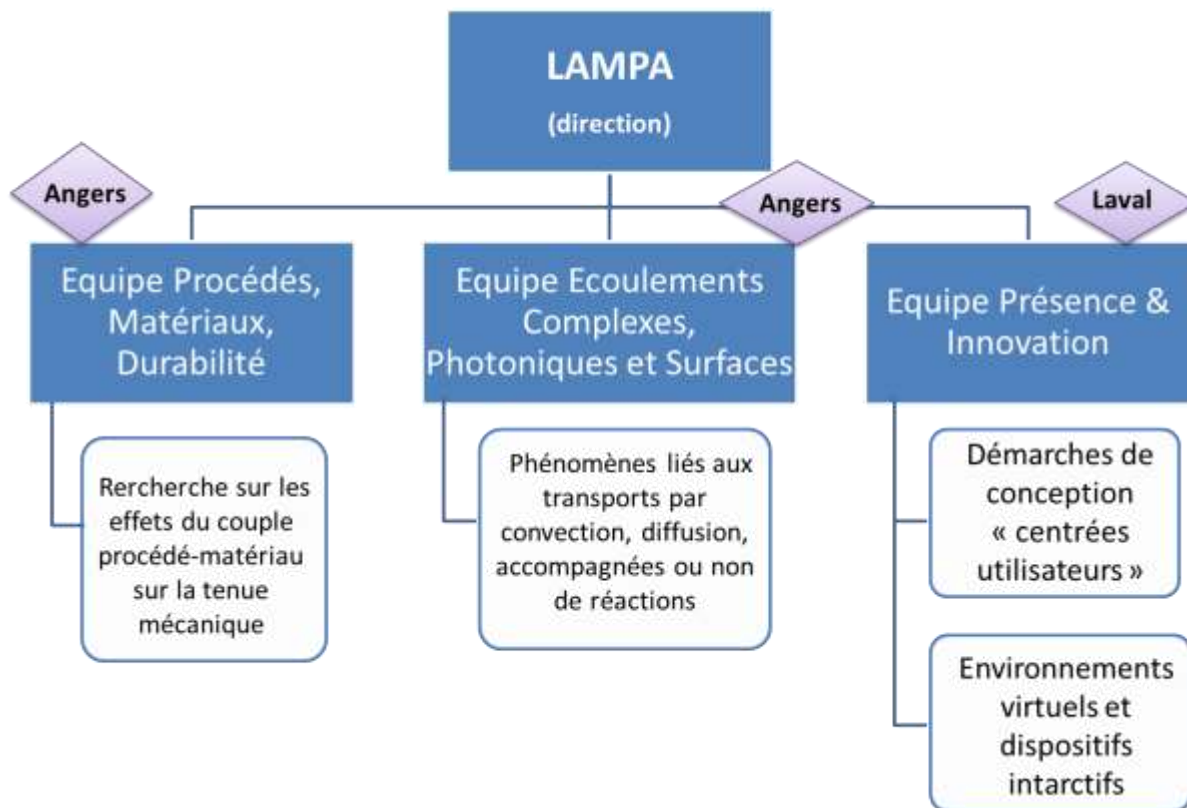 LAMPA
(direction)
Angers
Angers
Laval
Equipe Procédés,
Matériaux,
Durabilité
Equipe Ecoulements
Complexes,
Photoniques et Surfaces
Equipe Présence &
Innovation
Rercherche sur les
effets du couple
procédé-matériau
sur la tenue
mécanique
Phénomènes liés aux
transports par
convection, diffusion,
accompagnées ou non
de réactions
Démarches de
conception
« centrées
utilisateurs »
Environnements
virtuels et
dispositifs
intarctifs